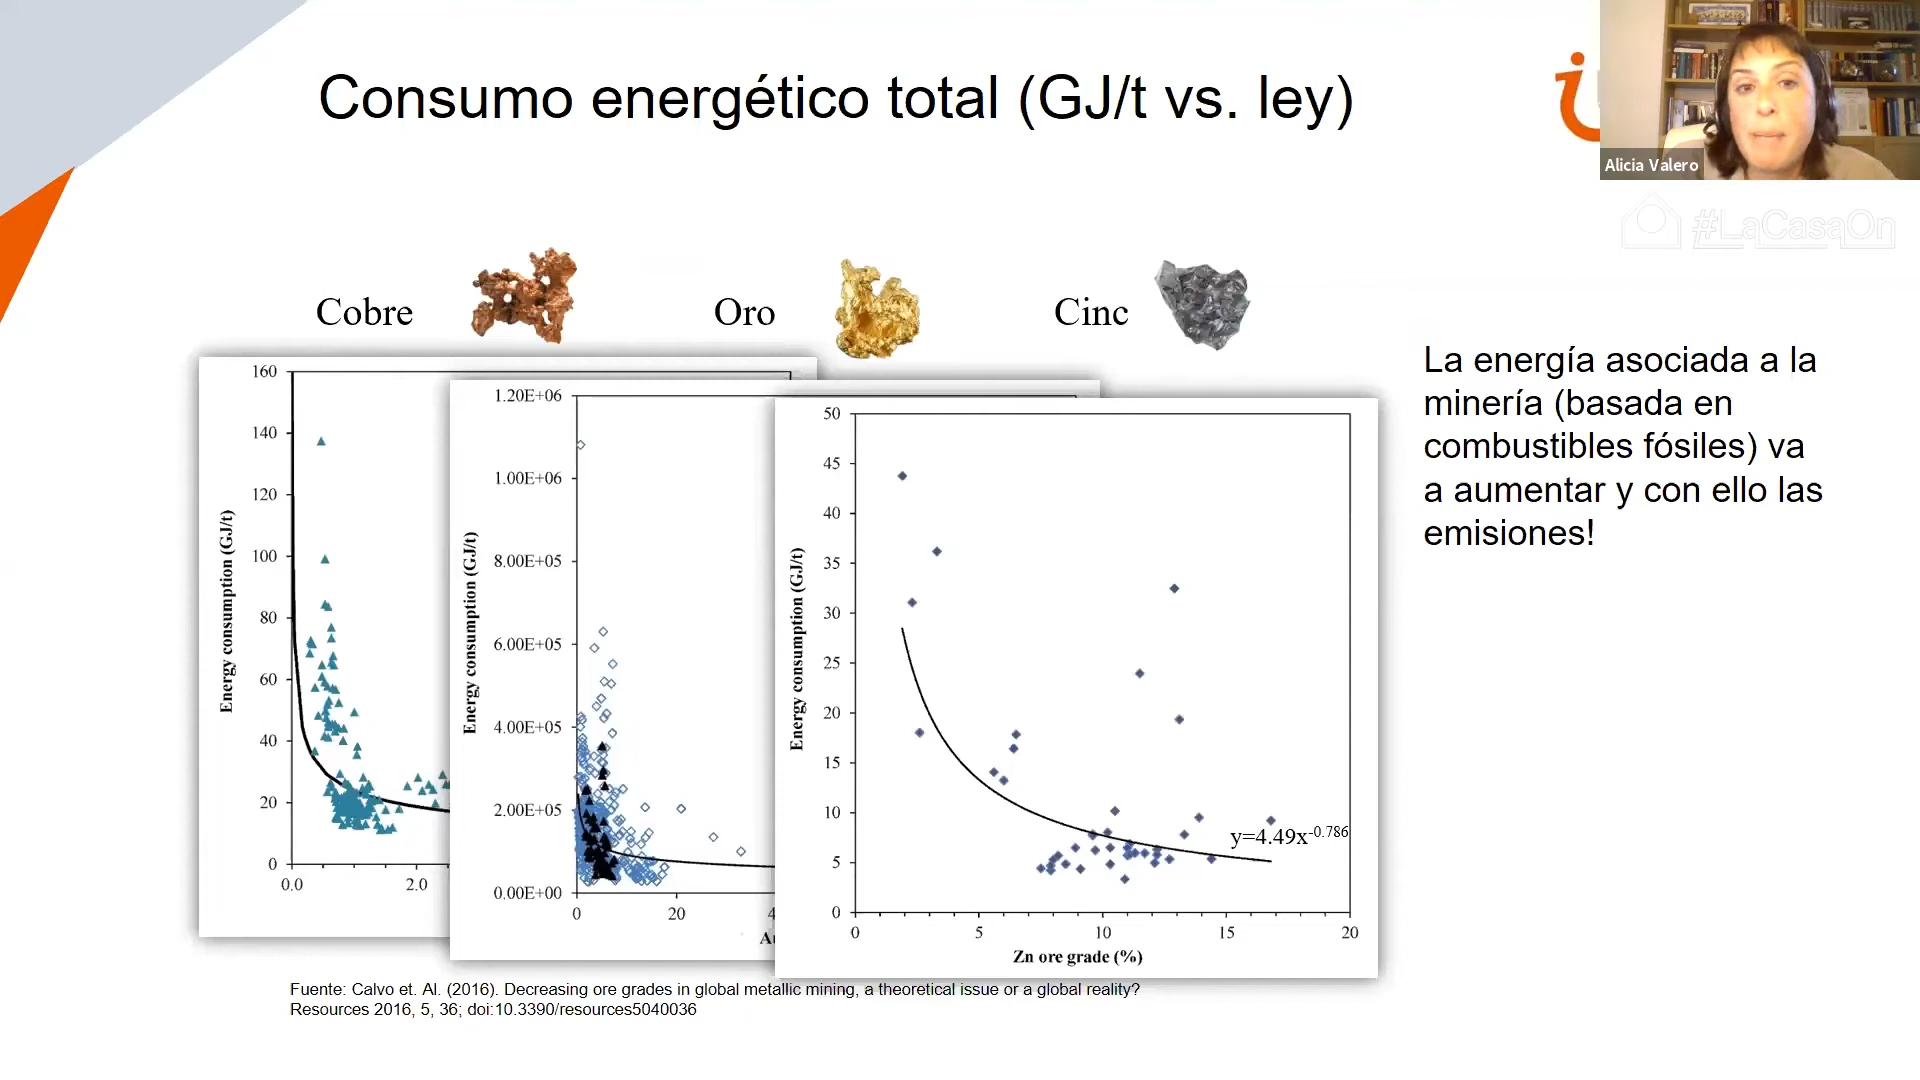 Consumo energético total (GJ/t vs. ley)
Alicia Valero
#LaCasaOn
Cobre
Oro
Cinc
La energía asociada a la
minería (basada en
combustibles fósiles) va
a aumentar y con ello las
emisiones!
160
140
120
100
80
60
40
20
0
0.0
2.0
Energy consumption (GJ/t)
1.20E+06
1.00E+06
8.00E+05
6.00E+05
4.00E+05
2.00E+05
0.00E+00
0
20
4
Energy consumption (GJ/t)
50
45
40
35
30
25
20
15
10
5
0
0
5
10
15
20
Energy consumption (GJ/t)
y=4.49x-0.786
Zn ore grade (%)
Fuente: Calvo et. Al. (2016). Decreasing ore grades in global metallic mining, a theoretical issue or a global reality?
Resources 2016, 5, 36; doi:10.3390/resources5040036